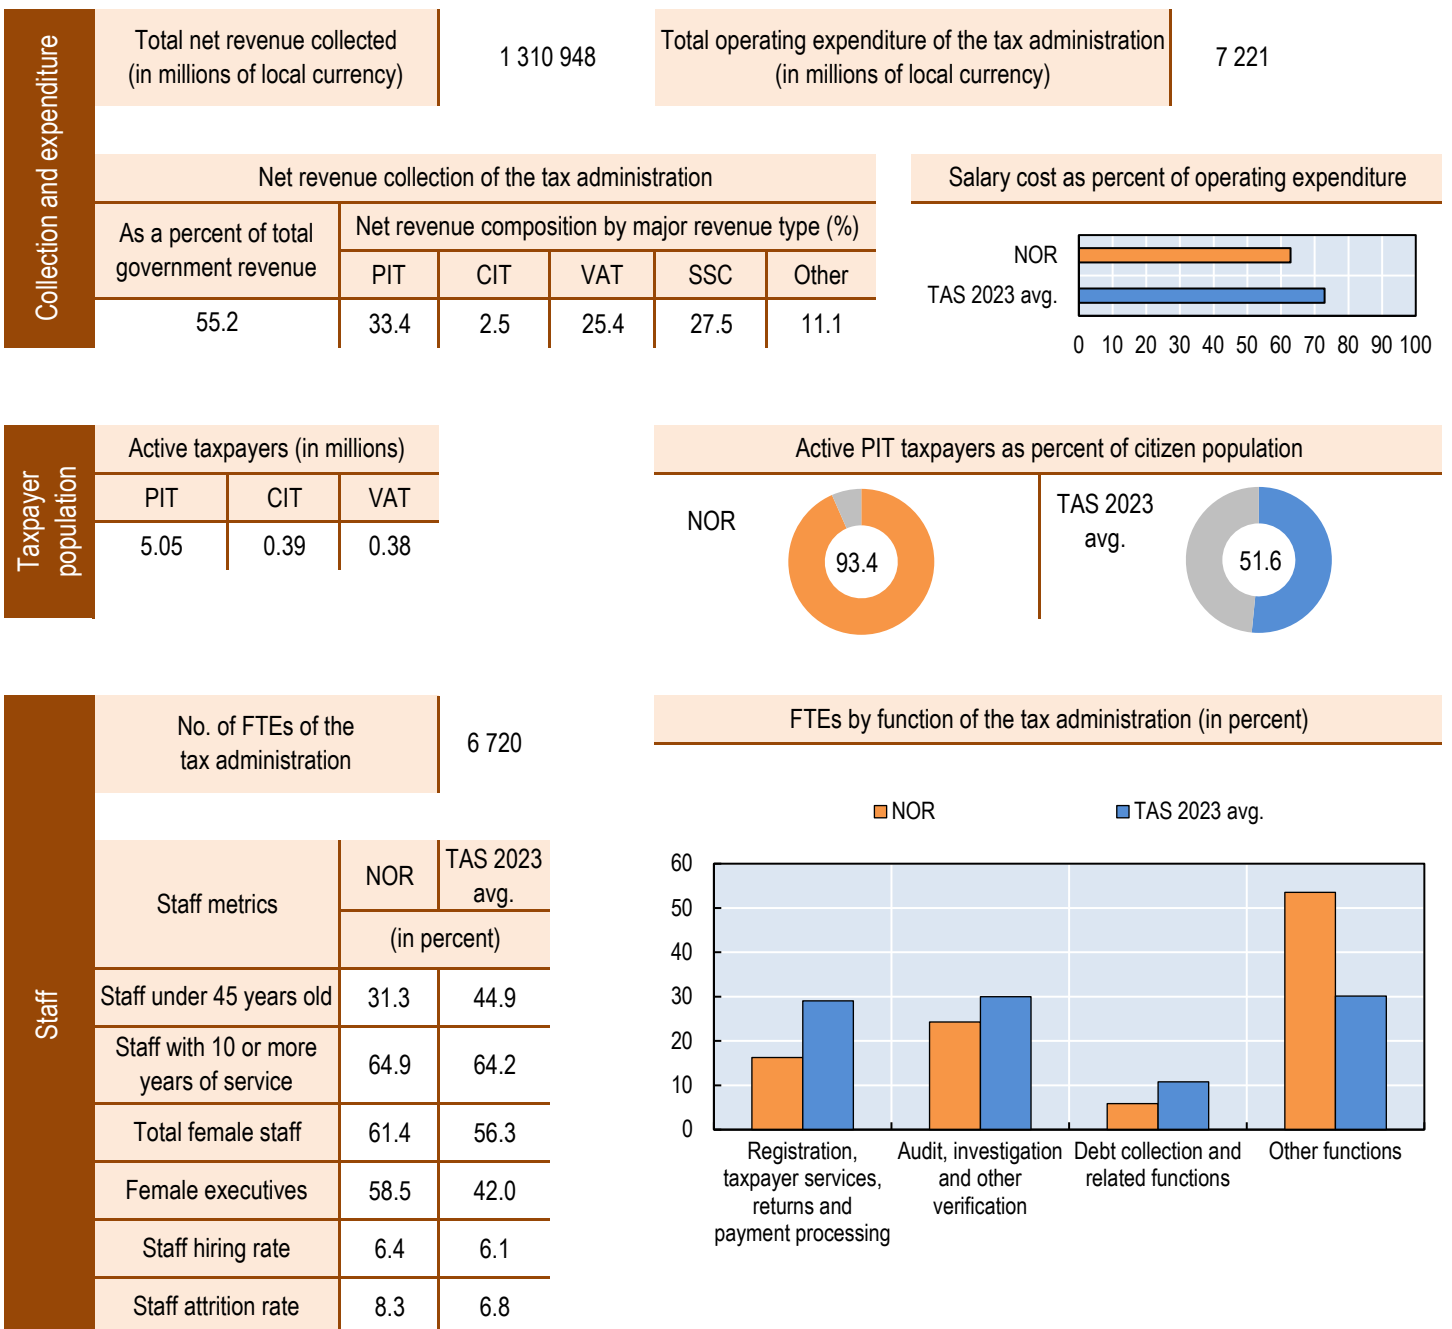 Collection and expenditure
Total net revenue collected
(in millions of local currency)
1 310 948
Total operating expenditure of the tax administration
(in millions of local currency)
7 221
Net revenue collection of the tax administration
As a percent of total
government revenue
Net revenue composition by major revenue type (%)
PIT CIT VAT SSC Other
55.2 33.4 2.5 25.4 27.5 11.1
Salary cost as percent of operating expenditure
NOR
TAS 2023 avg.
0 10 20 30 40 50 60 70 80 90 100
Taxpayer
population
Active taxpayers (in millions)
PIT CIT VAT
5.05 0.39 0.38
Active PIT taxpayers as percent of citizen population
NOR
93.4
TAS 2023
avg.
51.6
Staff
No. of FTEs of the
tax administration
6 720
Staff metrics
NOR
TAS 2023
avg.
(in percent)
Staff under 45 years old 31.3 44.9
Staff with 10 or more
years of service
64.9 64.2
Total female staff 61.4 56.3
Female executives 58.5 42.0
Staff hiring rate 6.4 6.1
Staff attrition rate 8.3 6.8
FTEs by function of the tax administration (in percent)
NOR TAS 2023 avg.
60
50
40
30
20
10
0
Registration,
taxpayer services,
returns and
payment processing
Audit, investigation
and other
verification
Debt collection and
related functions
Other functions